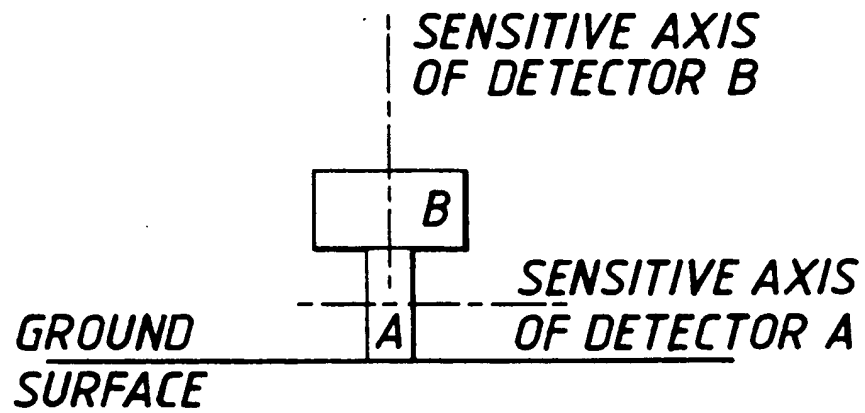 SENSITIVE AXIS
OF DETECTOR B
B
SENSITIVE AXIS
OF DETECTOR A
A
GROUND
SURFACE